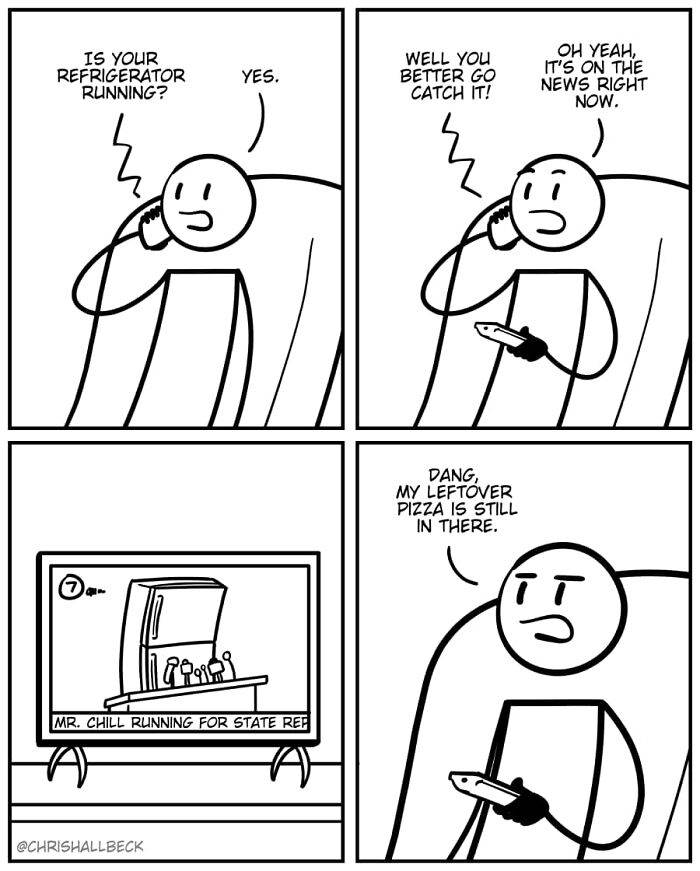 IS YOUR
REFRIGERATOR
RUNNING?
YES.
WELL YOU
BETTER GO
CATCH IT!
OH YEAH,
IT'S ON THE
NEWS RIGHT
NOW.
7
MR. CHILL RUNNING FOR STATE REP
@CHRISHALLBECK
DANG,
MY LEFTOVER
PIZZA IS STILL
IN THERE.